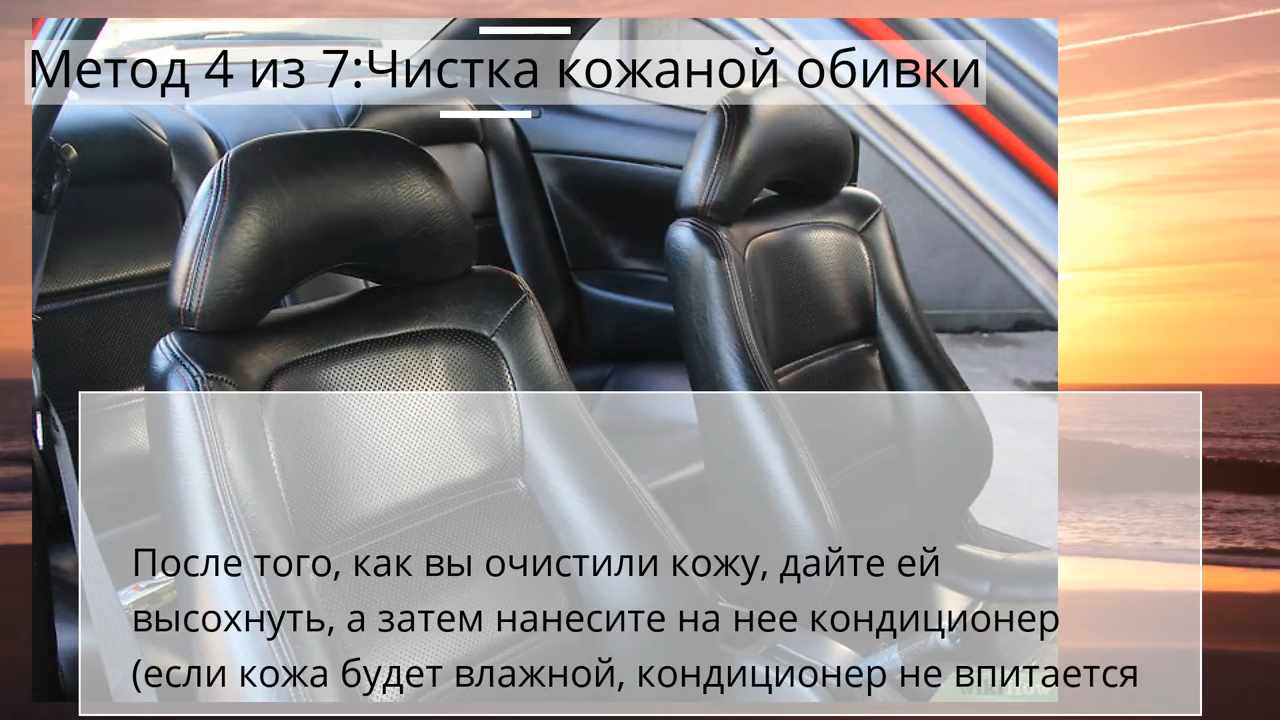 Метод 4 из 7:Чистка кожаной обивки
После того, как вы очистили кожу, дайте ей
высохнуть, а затем нанесите на нее кондиционер
(если кожа будет влажной, кондиционер не впитается